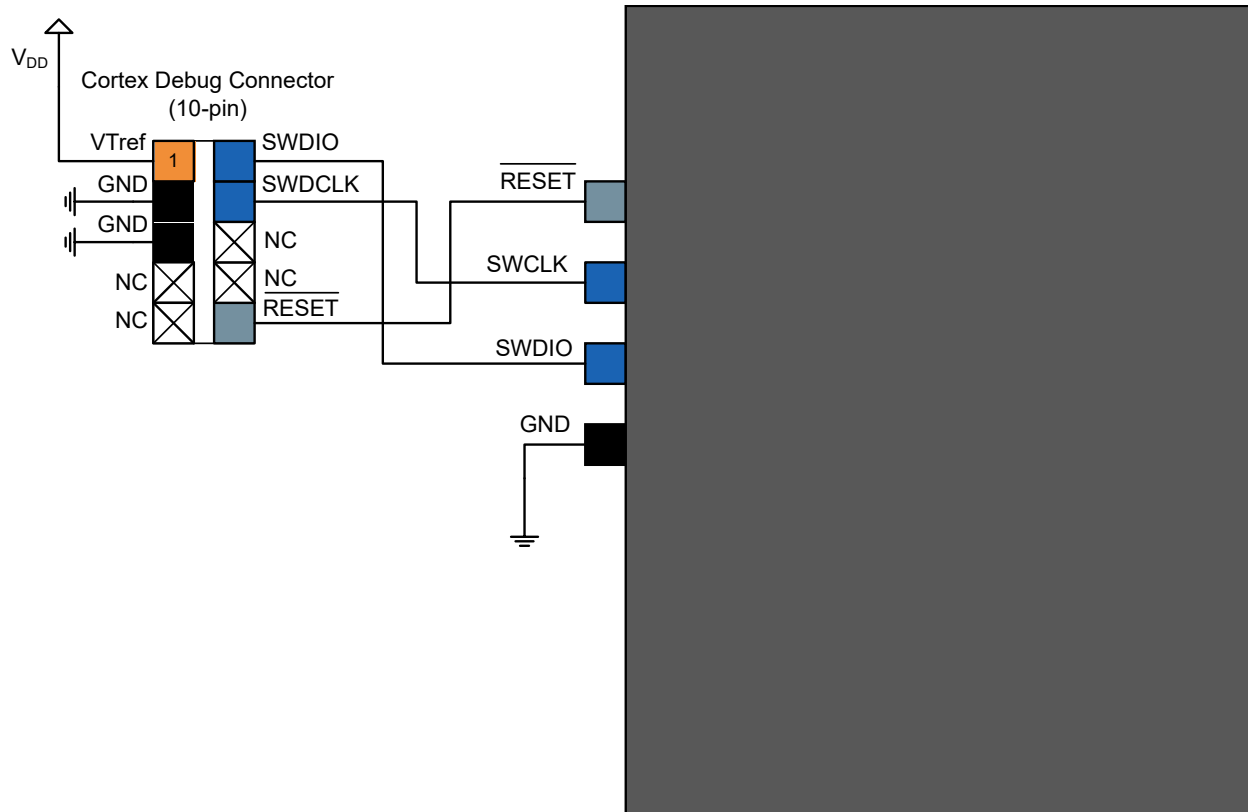 VDD
Cortex Debug Connector
(10-pin)
VTref
1
SWDIO
GND
SWDCLK
GND
NC
NC
NC
NC
RESET
RESET
SWCLK
SWDIO
GND